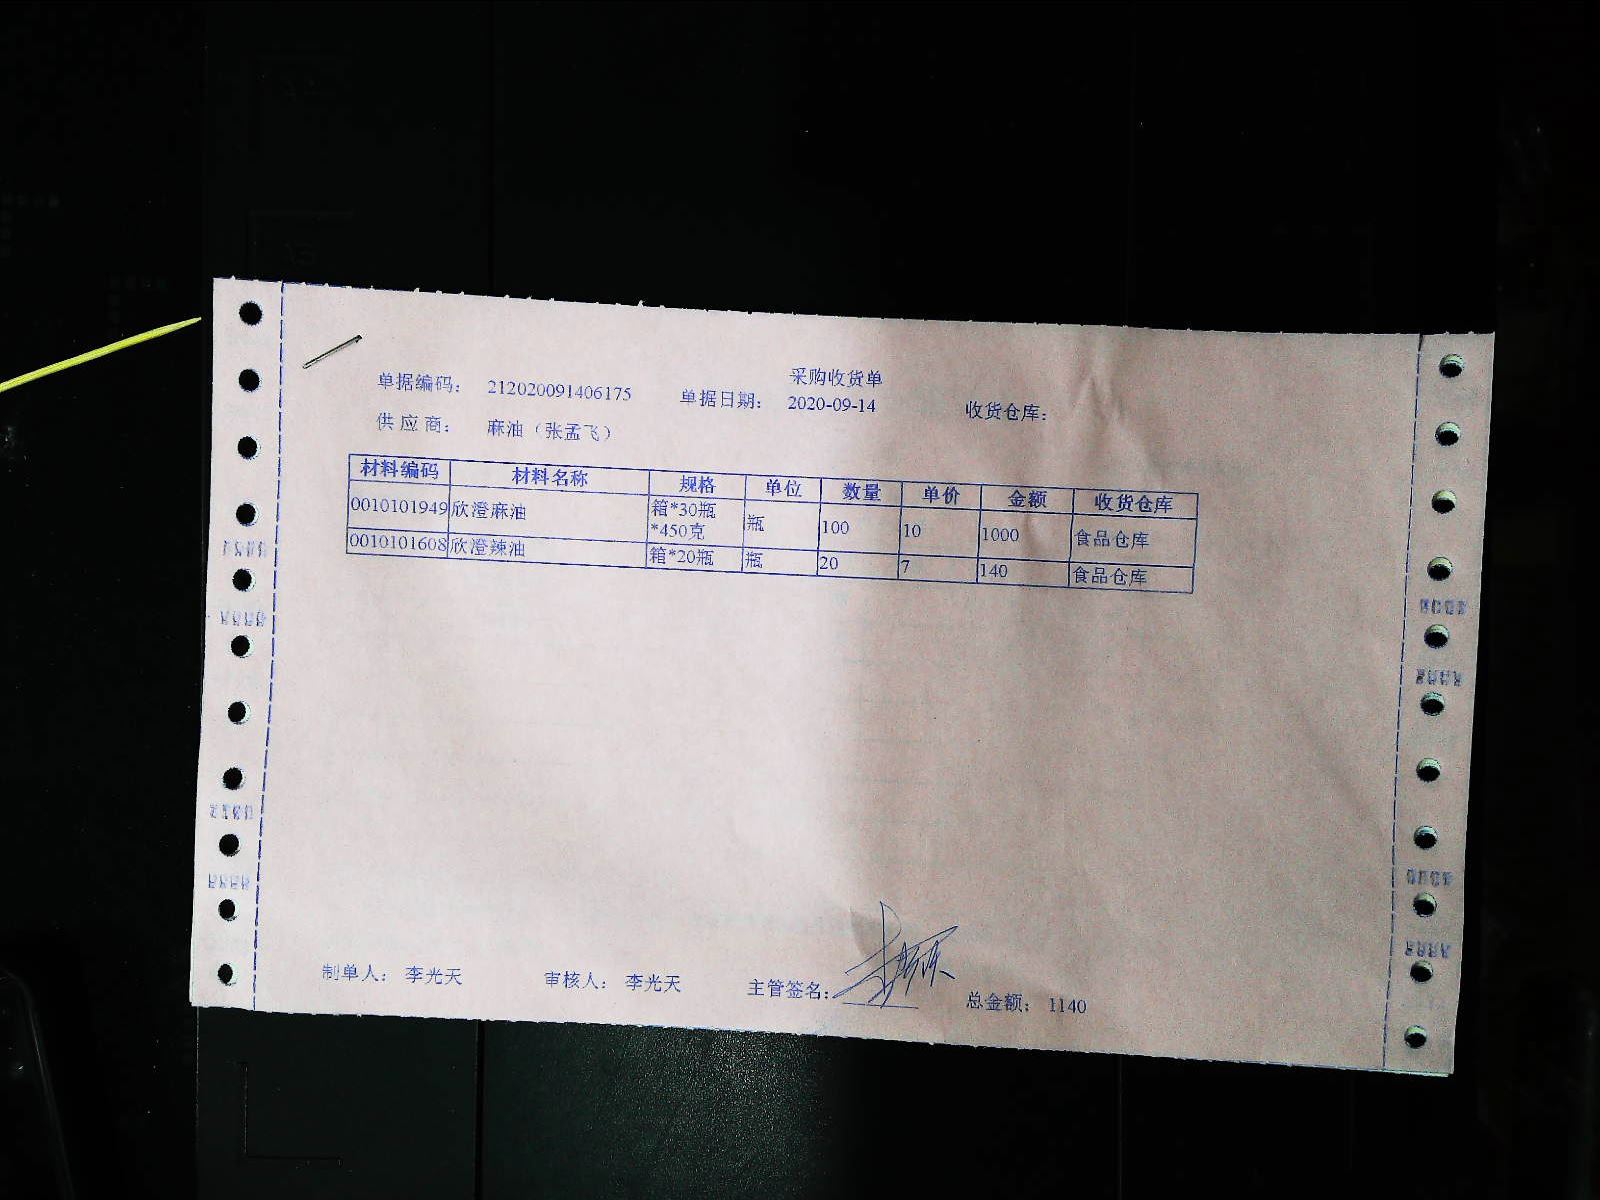 采购收货单
单据编码： 212020091406175 单据日期： 2020-09-14 收货仓库：
供应商： 麻油（张孟飞）
材料编码 材料名称 规格 单位 数量 单价 金额 收货仓库
0010101949 欣澄麻油 箱*30瓶*450克 瓶 100 10 1000 食品仓库
0010101608 欣澄辣油 箱*20瓶 瓶 20 7 140 食品仓库
制单人： 李光天 审核人： 李光天 主管签名： 总金额： 1140